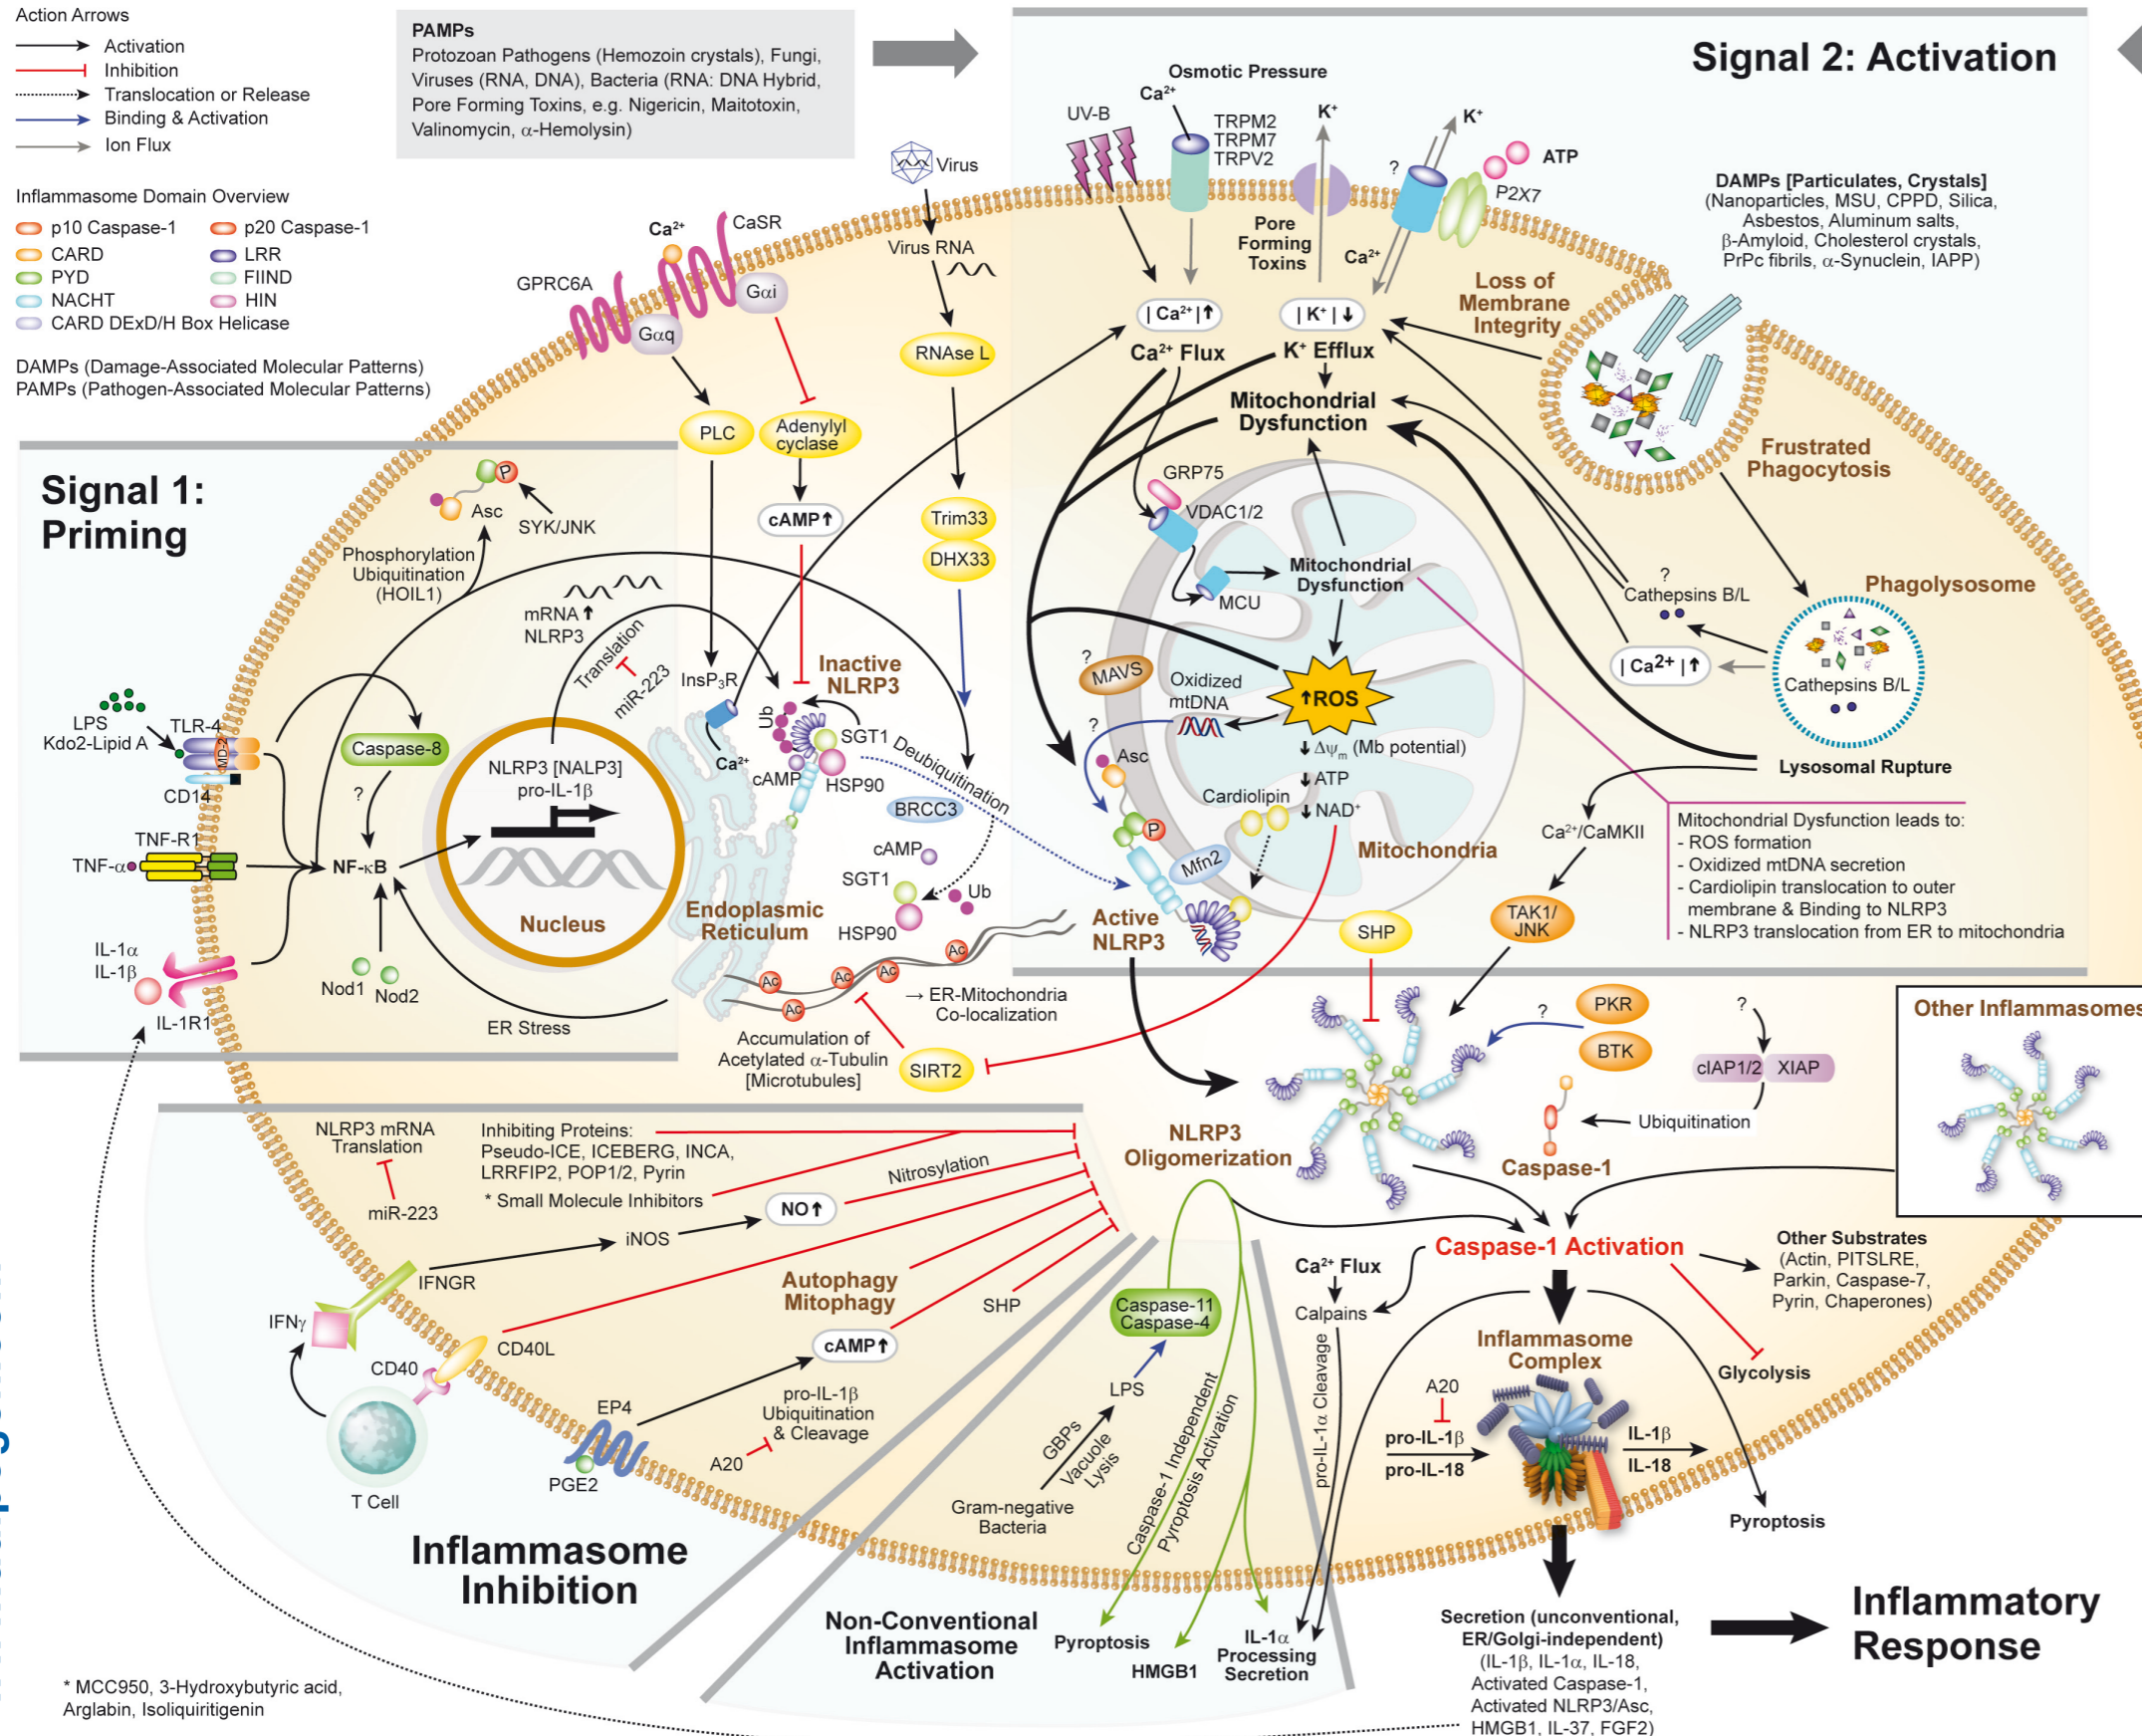 Action Arrows
Activation
Inhibition
Translocation or Release
Binding & Activation
Ion Flux
Inflammasome Domain Overview
p10 Caspase-1
p20 Caspase-1
CARD
LRR
PYD
FIIND
NACHT
HIN
CARD DExD/H Box Helicase
DAMPs (Damage-Associated Molecular Patterns)
PAMPs (Pathogen-Associated Molecular Patterns)
PAMPs
Protozoan Pathogens (Hemozoin crystals), Fungi,
Viruses (RNA, DNA), Bacteria (RNA: DNA Hybrid,
Pore Forming Toxins, e.g. Nigericin, Maitotoxin,
Valinomycin, α-Hemolysin)
Signal 2: Activation
Osmotic Pressure
Ca²⁺
UV-B
TRPM2
TRPM7
TRPV2
K⁺
K⁺
?
ATP
P2X7
Pore
Forming
Toxins
Ca²⁺
DAMPs [Particulates, Crystals]
(Nanoparticles, MSU, CPPD, Silica,
Asbestos, Aluminum salts,
β-Amyloid, Cholesterol crystals,
PrPc fibrils, α-Synuclein, IAPP)
Loss of
Membrane
Integrity
Frustrated
Phagocytosis
| Ca²⁺ |↑
Ca²⁺ Flux
| K⁺ | ↓
K⁺ Efflux
Mitochondrial
Dysfunction
Virus
Virus RNA
RNAse L
Trim33
DHX33
Ca²⁺
CaSR
GPRC6A
Gαi
Gαq
PLC
Adenylyl
cyclase
cAMP↑
Signal 1:
Priming
P
Asc
SYK/JNK
Phosphorylation
Ubiquitination
(HOIL1)
mRNA ↑
NLRP3
Translation
miR-223
InsP₃R
Ca²⁺
Inactive
NLRP3
Ub
SGT1
cAMP
HSP90
Deubiquitination
BRCC3
cAMP
SGT1
Ub
HSP90
LPS
Kdo2-Lipid A
TLR-4
MD-2
CD14
Caspase-8
?
TNF-R1
TNF-α
NF-κB
NLRP3 [NALP3]
pro-IL-1β
Nucleus
IL-1α
IL-1β
IL-1R1
Nod1
Nod2
ER Stress
Endoplasmic
Reticulum
Ac
Ac
Ac
Ac
Ac
→ ER-Mitochondria
Co-localization
Accumulation of
Acetylated α-Tubulin
[Microtubules]
SIRT2
GRP75
VDAC1/2
MCU
Mitochondrial
Dysfunction
?
MAVS
Oxidized
mtDNA
↑ROS
?
Asc
↓ Δψm (Mb potential)
↓ ATP
↓ NAD⁺
Cardiolipin
P
Mfn2
Mitochondria
Active
NLRP3
SHP
Phagolysosome
?
Cathepsins B/L
| Ca²⁺ |↑
Cathepsins B/L
Lysosomal Rupture
Ca²⁺/CaMKII
TAK1/
JNK
Mitochondrial Dysfunction leads to:
- ROS formation
- Oxidized mtDNA secretion
- Cardiolipin translocation to outer
membrane & Binding to NLRP3
- NLRP3 translocation from ER to mitochondria
PKR
BTK
?
?
cIAP1/2
XIAP
Ubiquitination
Caspase-1
Other Inflammasomes
NLRP3
Oligomerization
NLRP3 mRNA
Translation
miR-223
Inhibiting Proteins:
Pseudo-ICE, ICEBERG, INCA,
LRRFIP2, POP1/2, Pyrin
* Small Molecule Inhibitors
Nitrosylation
NO↑
iNOS
IFNGR
IFNγ
CD40L
CD40
T Cell
Autophagy
Mitophagy
SHP
cAMP↑
EP4
PGE2
pro-IL-1β
Ubiquitination
& Cleavage
A20
Inflammasome
Inhibition
Caspase-11
Caspase-4
LPS
GBPs
Vacuole
Lysis
Gram-negative
Bacteria
Caspase-1 Independent
Pyroptosis Activation
Non-Conventional
Inflammasome
Activation
Pyroptosis
HMGB1
IL-1α
Processing
Secretion
Ca²⁺ Flux
Calpains
pro-IL-1α Cleavage
Caspase-1 Activation
Other Substrates
(Actin, PITSLRE,
Parkin, Caspase-7,
Pyrin, Chaperones)
Glycolysis
Inflammasome
Complex
A20
pro-IL-1β
pro-IL-18
IL-1β
IL-18
Pyroptosis
Secretion (unconventional,
ER/Golgi-independent)
(IL-1β, IL-1α, IL-18,
Activated Caspase-1,
Activated NLRP3/Asc,
HMGB1, IL-37, FGF2)
Inflammatory
Response
* MCC950, 3-Hydroxybutyric acid,
Arglabin, Isoliquiritigenin